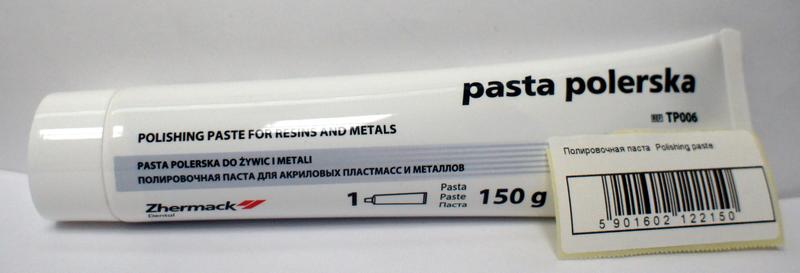 pasta polerska
REF TP006
POLISHING PASTE FOR RESINS AND METALS
PASTA POLERSKA DO ŻYWIC I METALI
ПОЛИРОВОЧНАЯ ПАСТА ДЛЯ АКРИЛОВЫХ ПЛАСТМАСС И МЕТАЛЛОВ
Zhermack
Dental
1
Pasta
Paste
Паста
150 g
Полировочная паста Polishing paste
5 901602 122150